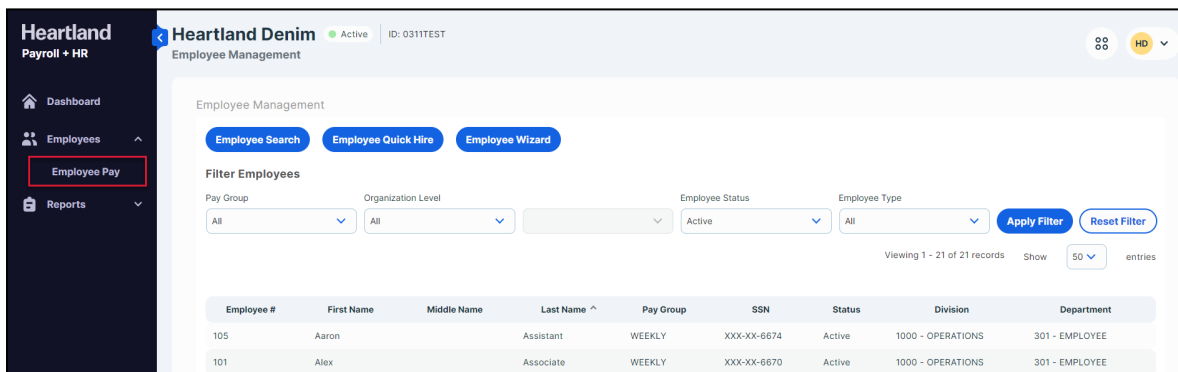 Heartland
Payroll + HR
Dashboard
Employees
Employee Pay
Reports
Heartland Denim Active ID: 0311TEST
Employee Management
HD
Employee Management
Employee Search Employee Quick Hire Employee Wizard
Filter Employees
Pay Group Organization Level Employee Status Employee Type
All All Active All Apply Filter Reset Filter
Viewing 1 - 21 of 21 records Show 50 entries
Employee # First Name Middle Name Last Name Pay Group SSN Status Division Department
105 Aaron Assistant WEEKLY XXX-XX-6674 Active 1000 - OPERATIONS 301 - EMPLOYEE
101 Alex Associate WEEKLY XXX-XX-6670 Active 1000 - OPERATIONS 301 - EMPLOYEE